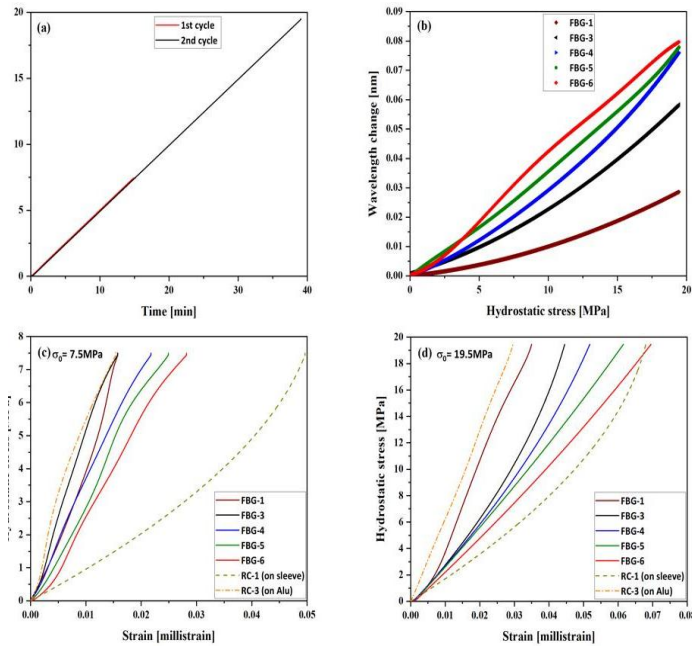 (a)
1st cycle
2nd cycle
20
15
10
5
0
0 10 20 30 40
Time [min]
(b)
FBG-1
FBG-3
FBG-4
FBG-5
FBG-6
Wavelength change [nm]
0.10
0.09
0.08
0.07
0.06
0.05
0.04
0.03
0.02
0.01
0.00
0 5 10 15 20
Hydrostatic stress [MPa]
(c) σ₀= 7.5MPa
8
7
6
5
4
3
2
1
0
FBG-1
FBG-3
FBG-4
FBG-5
FBG-6
RC-1 (on sleeve)
RC-3 (on Alu)
0.00 0.01 0.02 0.03 0.04 0.05
Strain [millistrain]
(d) σ₀= 19.5MPa
Hydrostatic stress [MPa]
20
18
16
14
12
10
8
6
4
2
0
FBG-1
FBG-3
FBG-4
FBG-5
FBG-6
RC-1 (on sleeve)
RC-3 (on Alu)
0.00 0.01 0.02 0.03 0.04 0.05 0.06 0.07 0.08
Strain [millistrain]